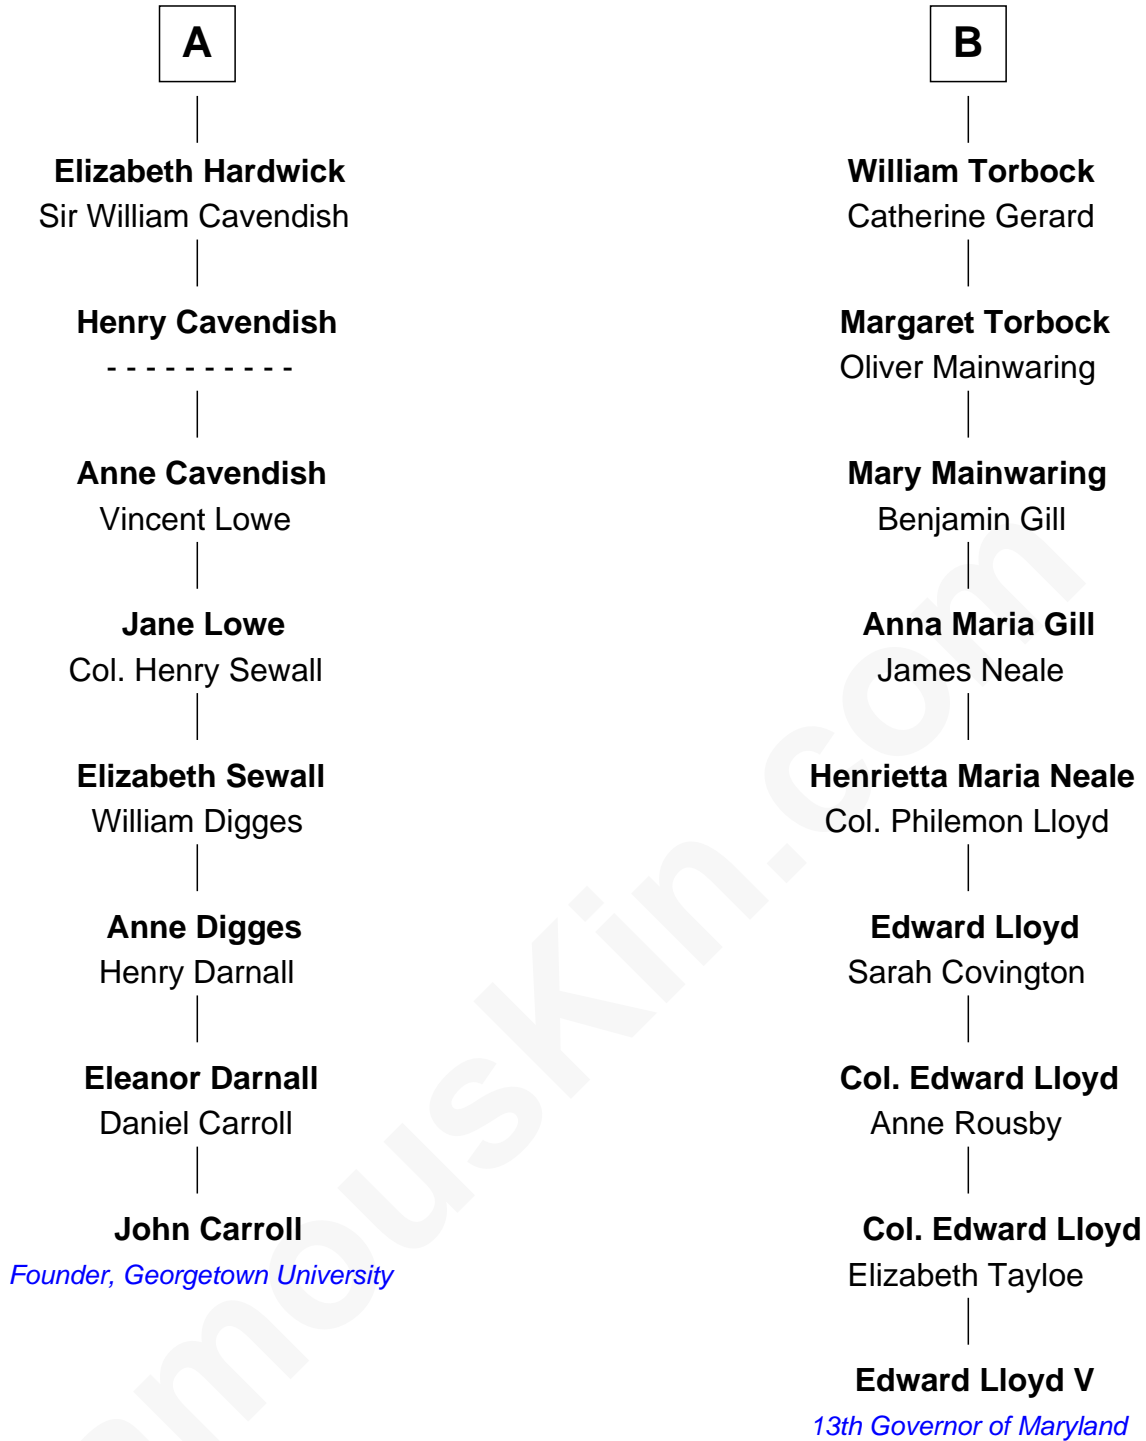 A
Elizabeth Hardwick
Sir William Cavendish
Henry Cavendish
- - - - - - - - - -
Anne Cavendish
Vincent Lowe
Jane Lowe
Col. Henry Sewall
Elizabeth Sewall
William Digges
Anne Digges
Henry Darnall
Eleanor Darnall
Daniel Carroll
John Carroll
Founder, Georgetown University
B
William Torbock
Catherine Gerard
Margaret Torbock
Oliver Mainwaring
Mary Mainwaring
Benjamin Gill
Anna Maria Gill
James Neale
Henrietta Maria Neale
Col. Philemon Lloyd
Edward Lloyd
Sarah Covington
Col. Edward Lloyd
Anne Rousby
Col. Edward Lloyd
Elizabeth Tayloe
Edward Lloyd V
13th Governor of Maryland
amouskin.com